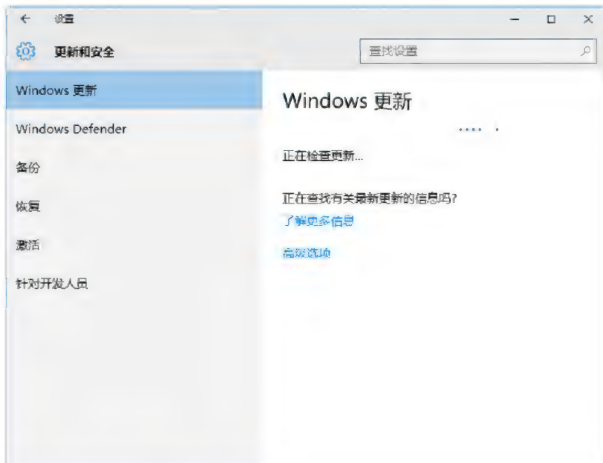 设置
更新和安全
查找设置
Windows 更新
Windows Defender
备份
恢复
激活
针对开发人员
Windows 更新
正在检查更新...
正在查找有关最新更新的信息吗?
了解更多信息
高级选项